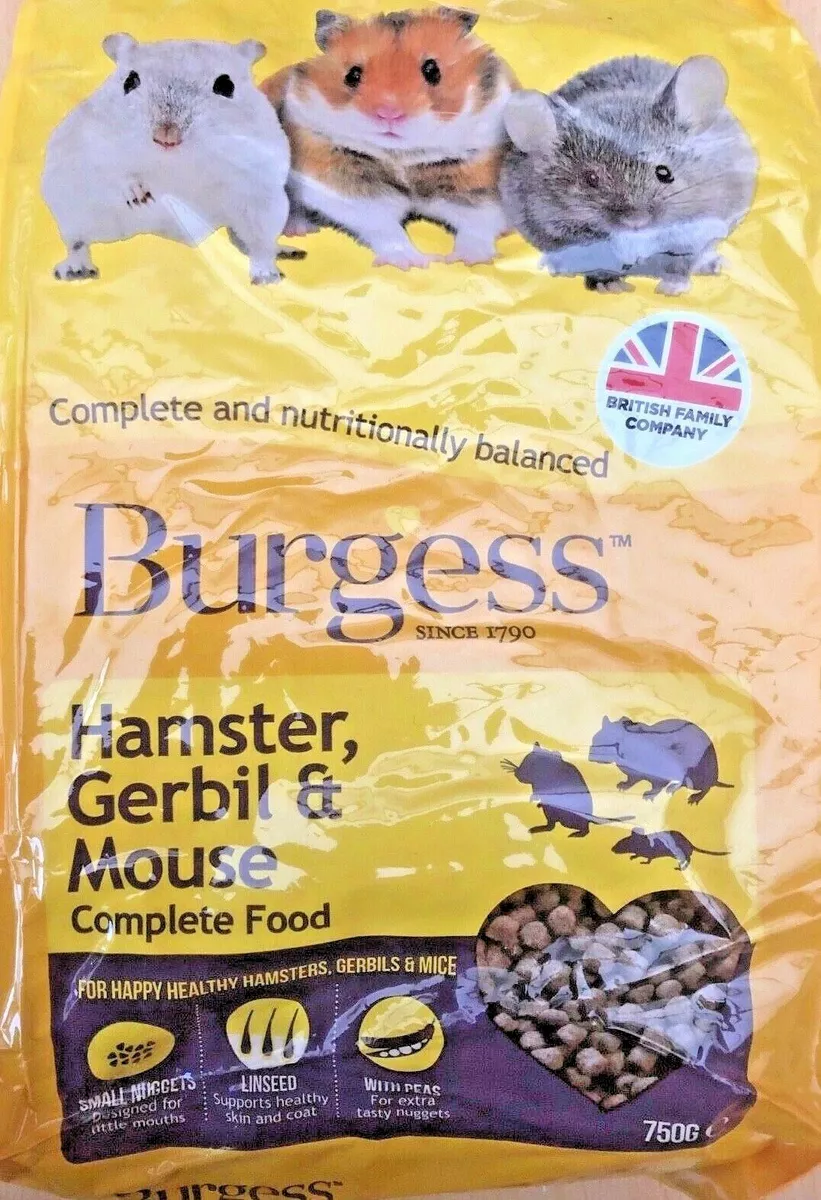 BRITISH FAMILY
COMPANY
Complete and nutritionally balanced
Burgess™
SINCE 1790
Hamster,
Gerbil &
Mouse
Complete Food
FOR HAPPY HEALTHY HAMSTERS, GERBILS & MICE
SMALL NUGGETS
Designed for
little mouths
LINSEED
Supports healthy
skin and coat
WITH PEAS
For extra
tasty nuggets
750G e
Burgess™